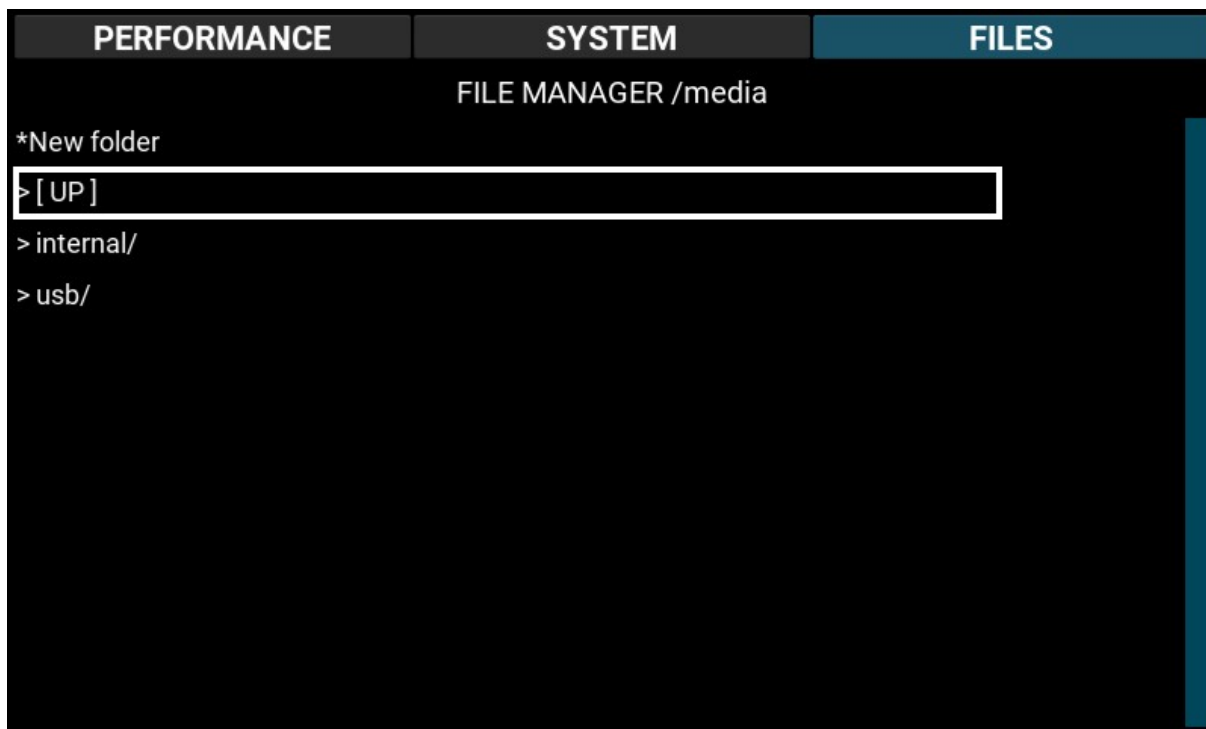 PERFORMANCE SYSTEM FILES
FILE MANAGER /media
*New folder
> [ UP ]
> internal/
> usb/